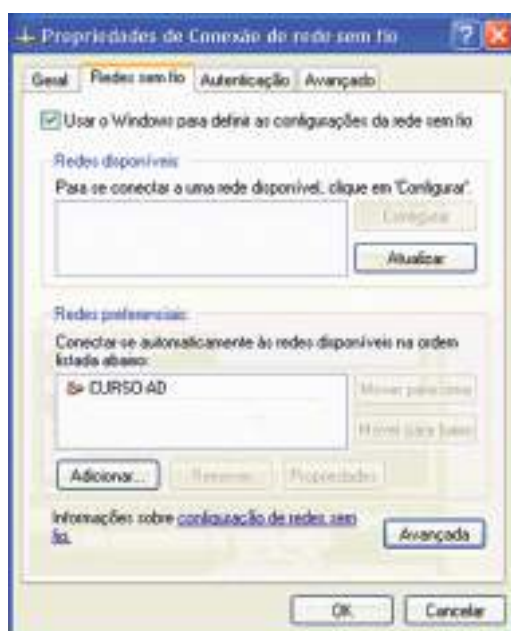 Propriedades de Conexão de rede sem fio
Geral Redes sem fio Autenticação Avançado
Usar o Windows para definir as configurações da rede sem fio
Redes disponíveis
Para se conectar a uma rede disponível, clique em 'Configurar'.
Configurar
Atualizar
Redes preferenciais:
Conectar-se automaticamente às redes disponíveis na ordem
listada abaixo:
CURSO AD
Mover para cima
Mover para baixo
Adicionar... Remover Propriedades
Informações sobre configuração de redes sem
fio.
Avançada
OK Cancelar